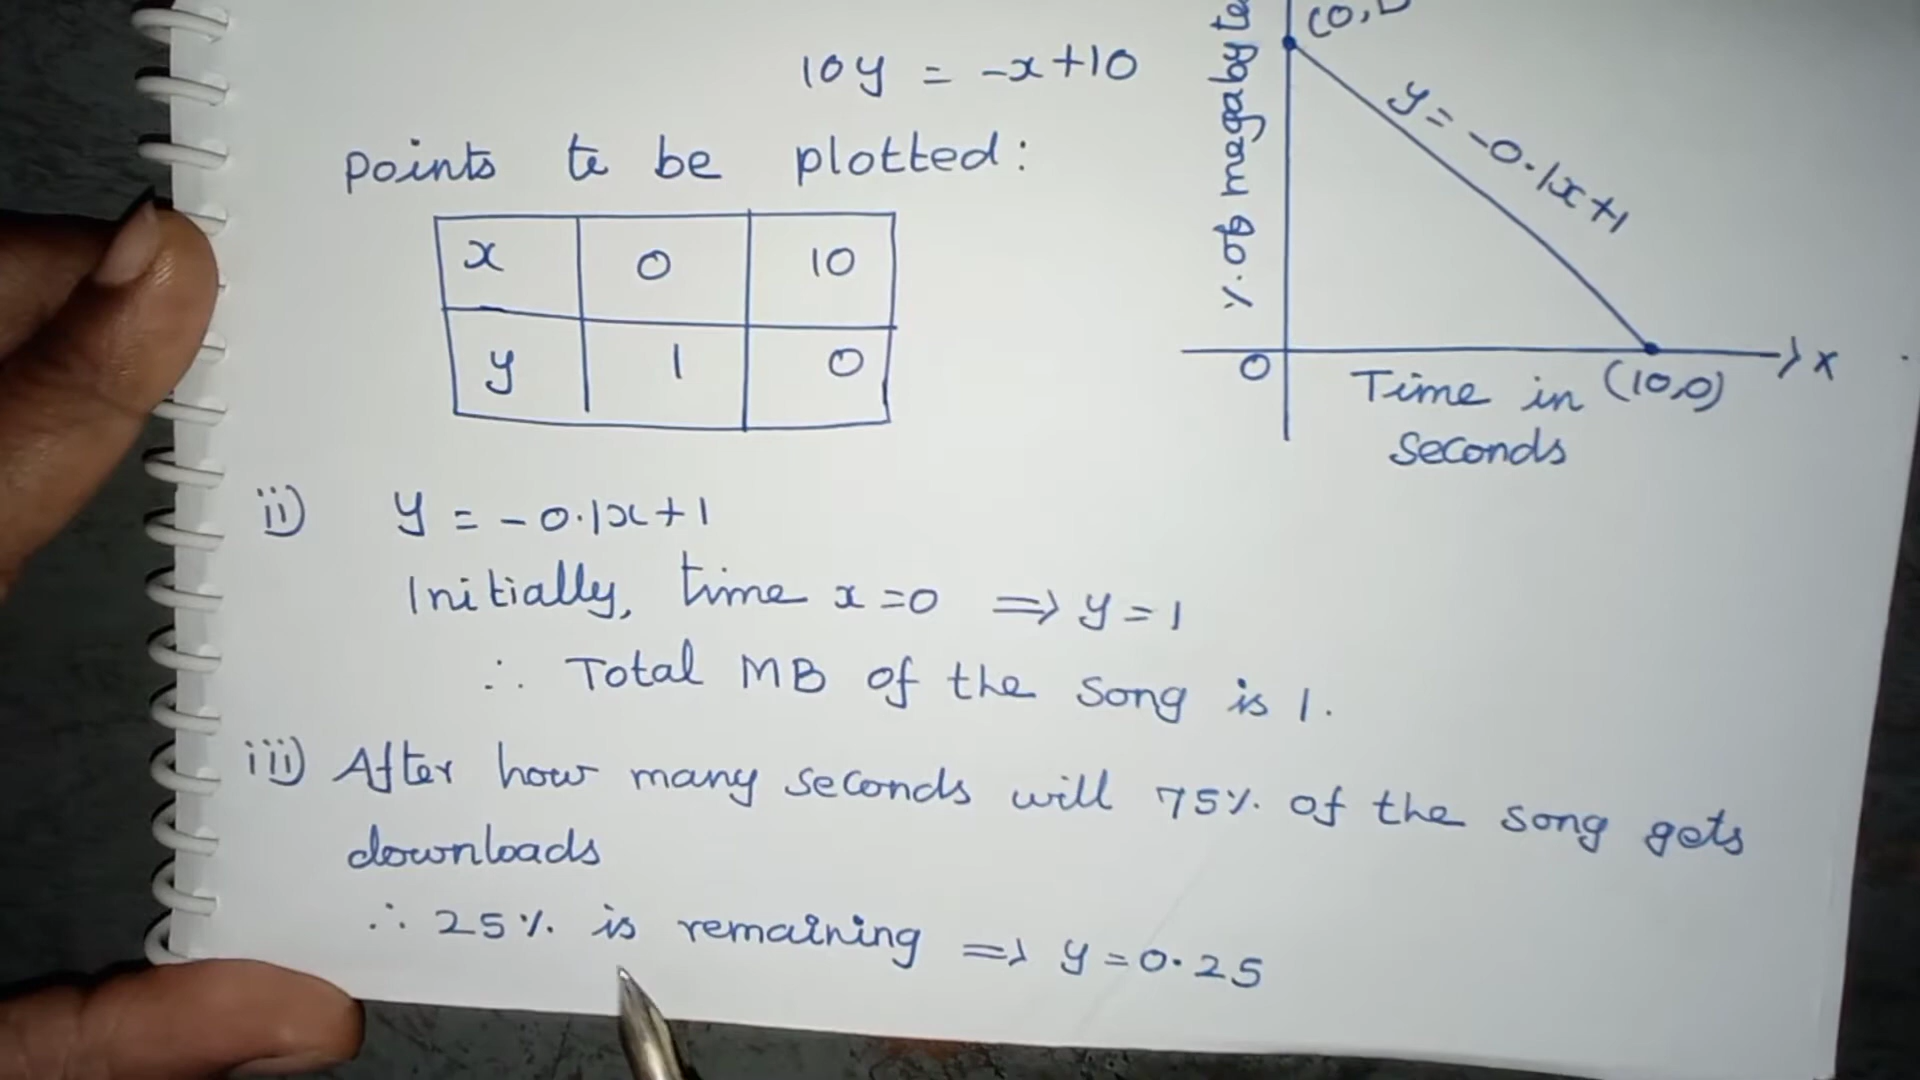 10y = -x+10
Points to be plotted:
x 0 10
y 1 0
ii) y = -0.1x+1
Initially, time x=0 ⇒ y=1
∴ Total MB of the song is 1.
iii) After how many seconds will 75% of the song gets
downloads
∴ 25% is remaining ⇒ y=0.25
(0,
y = -0.1x+1
% of
0
(10,0)
x
Time in
Seconds